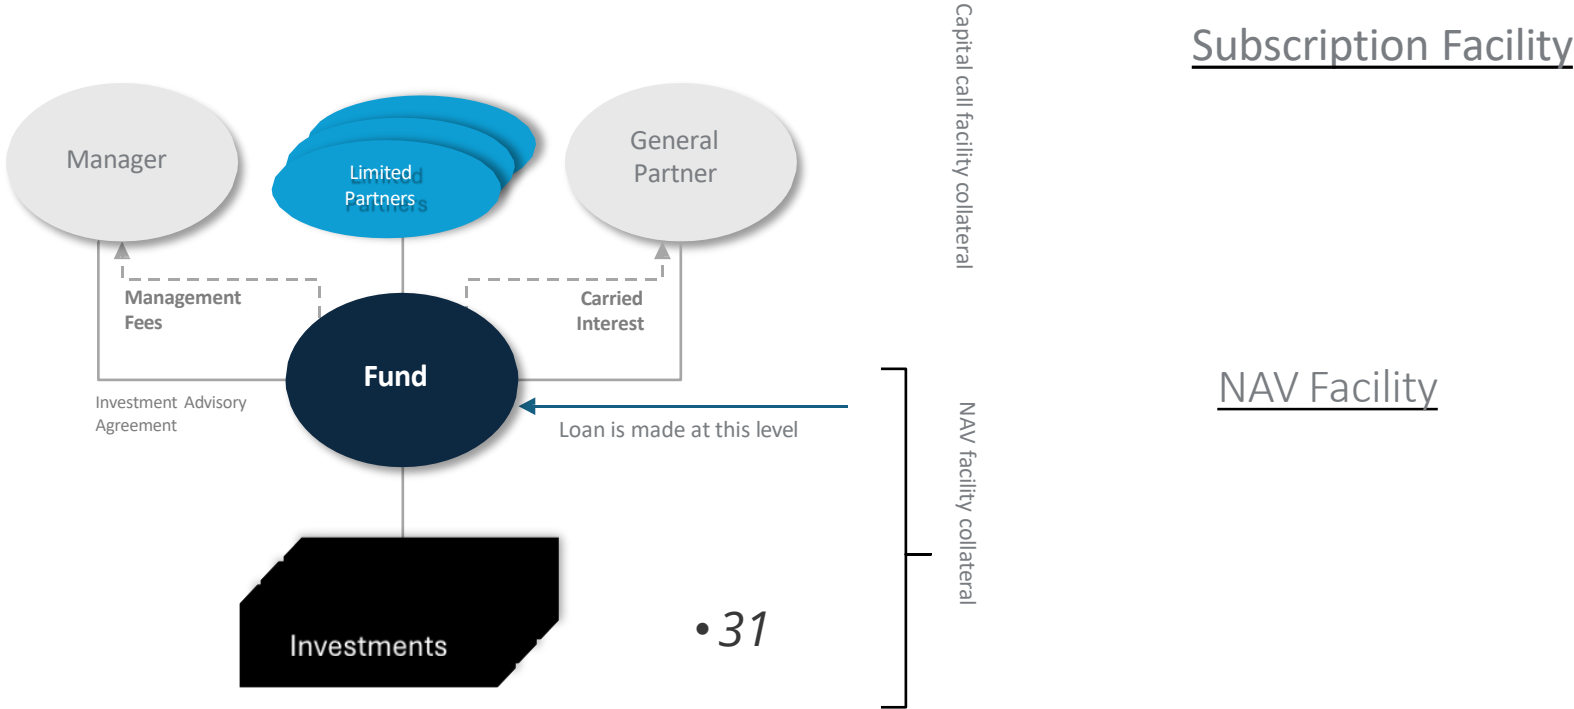 Subscription Facility
Capital call facility collateral
Manager
Limited
Partners
General
Partner
Management
Fees
Carried
Interest
Fund
Investment Advisory
Agreement
Loan is made at this level
NAV Facility
NAV facility collateral
Investments
• 31